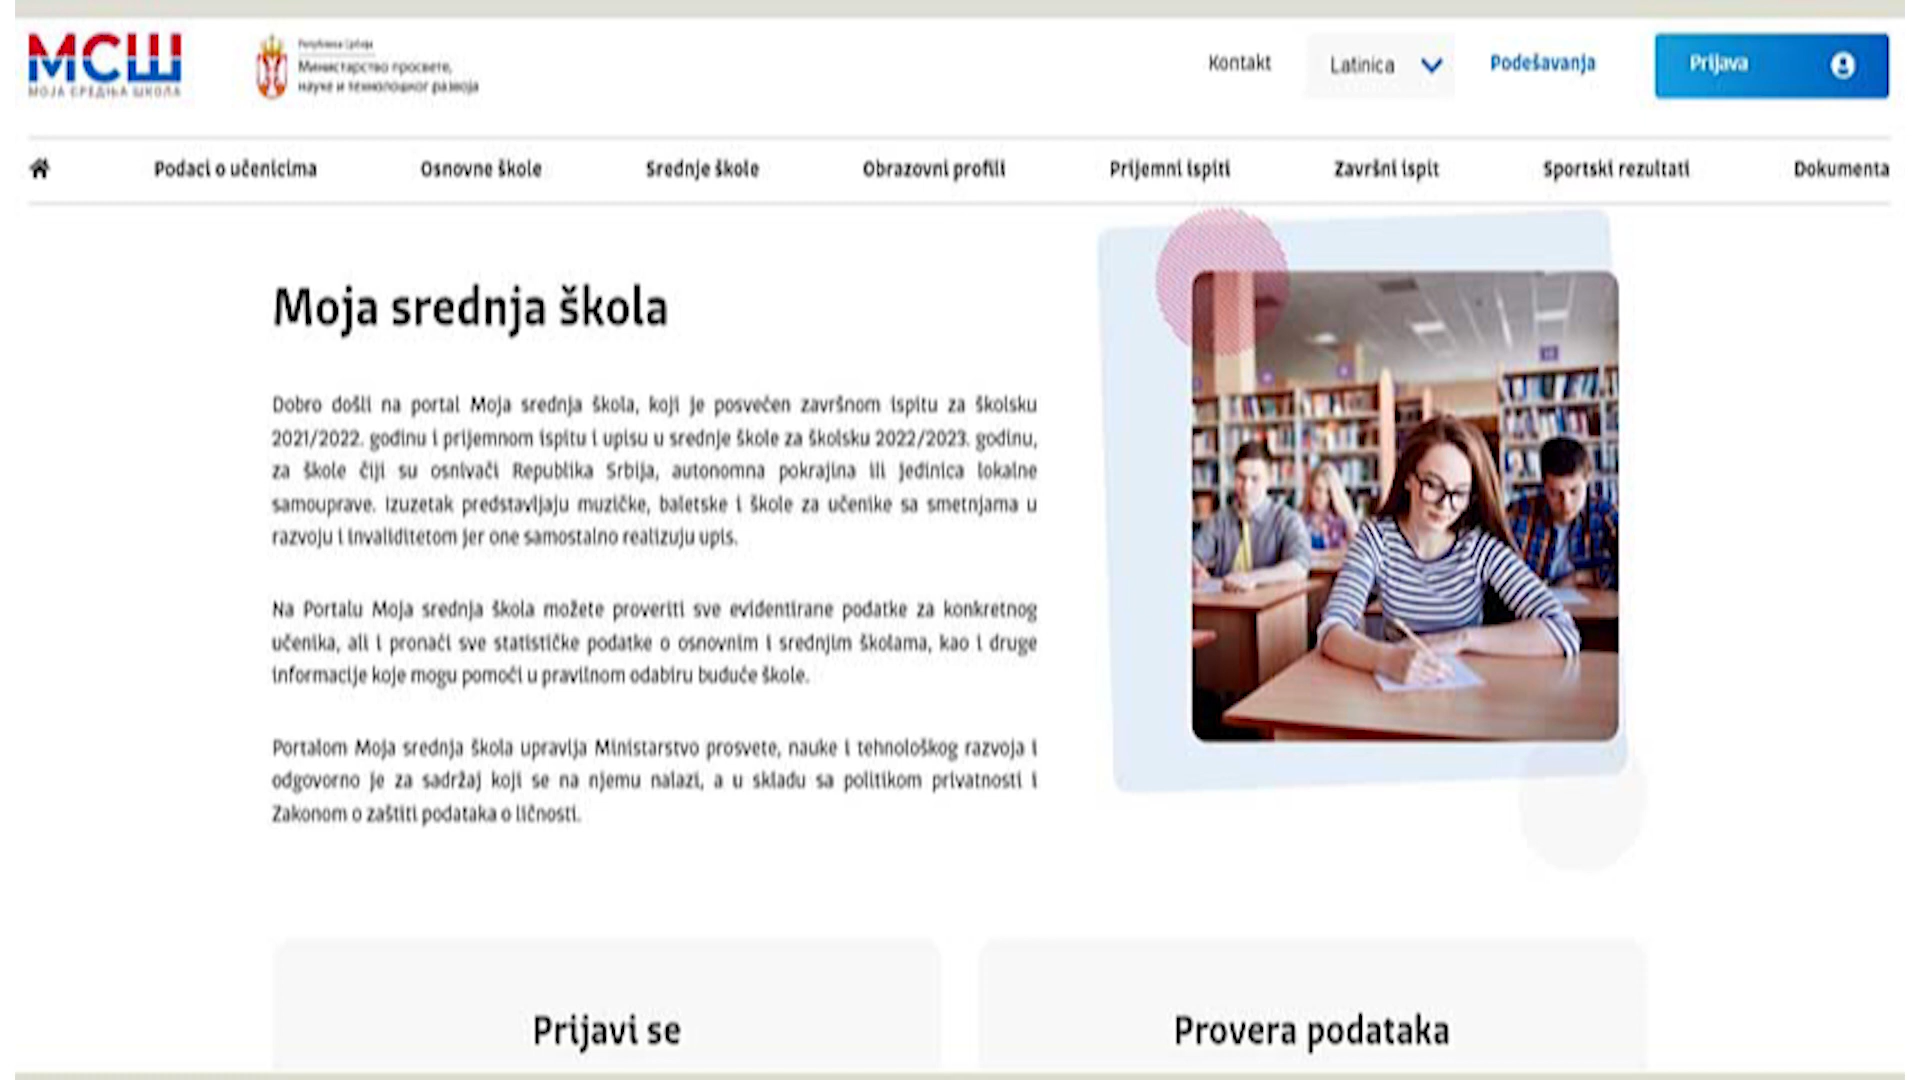 МСШ
МОЈА СРЕДЊА ШКОЛА
Република Србија
Министарство просвете,
науке и технолошког развоја
Kontakt
Latinica
Podešavanja
Prijava
Podaci o učenicima
Osnovne škole
Srednje škole
Obrazovni profili
Prijemni ispiti
Završni ispit
Sportski rezultati
Dokumenta
Moja srednja škola
Dobro došli na portal Moja srednja škola, koji je posvećen završnom ispitu za školsku
2021/2022. godinu i prijemnom ispitu i upisu u srednje škole za školsku 2022/2023. godinu,
za škole čiji su osnivači Republika Srbija, autonomna pokrajina ili jedinica lokalne
samouprave. Izuzetak predstavljaju muzičke, baletske i škole za učenike sa smetnjama u
razvoju i invaliditetom jer one samostalno realizuju upis.
Na Portalu Moja srednja škola možete proveriti sve evidentirane podatke za konkretnog
učenika, ali i pronaći sve statističke podatke o osnovnim i srednjim školama, kao i druge
informacije koje mogu pomoći u pravilnom odabiru buduće škole.
Portalom Moja srednja škola upravlja Ministarstvo prosvete, nauke i tehnološkog razvoja i
odgovorno je za sadržaj koji se na njemu nalazi, a u skladu sa politikom privatnosti i
Zakonom o zaštiti podataka o ličnosti.
Prijavi se
Provera podataka